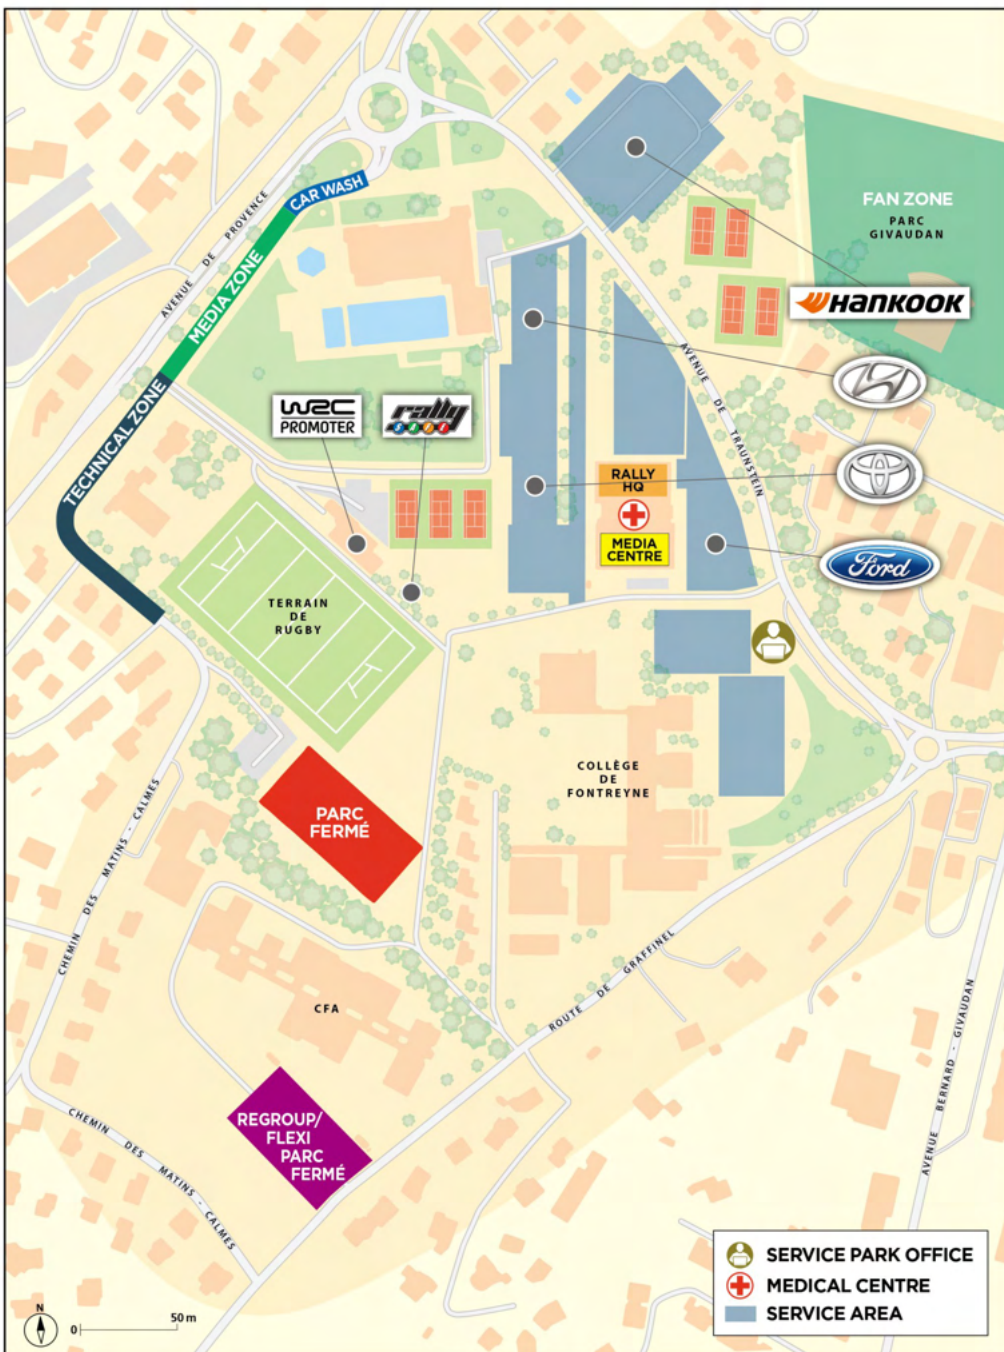 CAR WASH
AVENUE DE PROVENCE
MEDIA ZONE
TECHNICAL ZONE
FAN ZONE
PARC
GIVAUDAN
HANKOOK
AVENUE DE TRAUNSTEIN
WRC
PROMOTER
rally
RALLY
HQ
MEDIA
CENTRE
Ford
TERRAIN
DE
RUGBY
COLLÈGE
DE
FONTREYNE
PARC
FERMÉ
CHEMIN DES MATINS - CALMES
ROUTE DE GRAFFINEL
CFA
AVENUE BERNARD - GIVAUDAN
REGROUP/
FLEXI
PARC
FERMÉ
CHEMIN DES MATINS - CALMES
SERVICE PARK OFFICE
MEDICAL CENTRE
SERVICE AREA
N
0 50 m